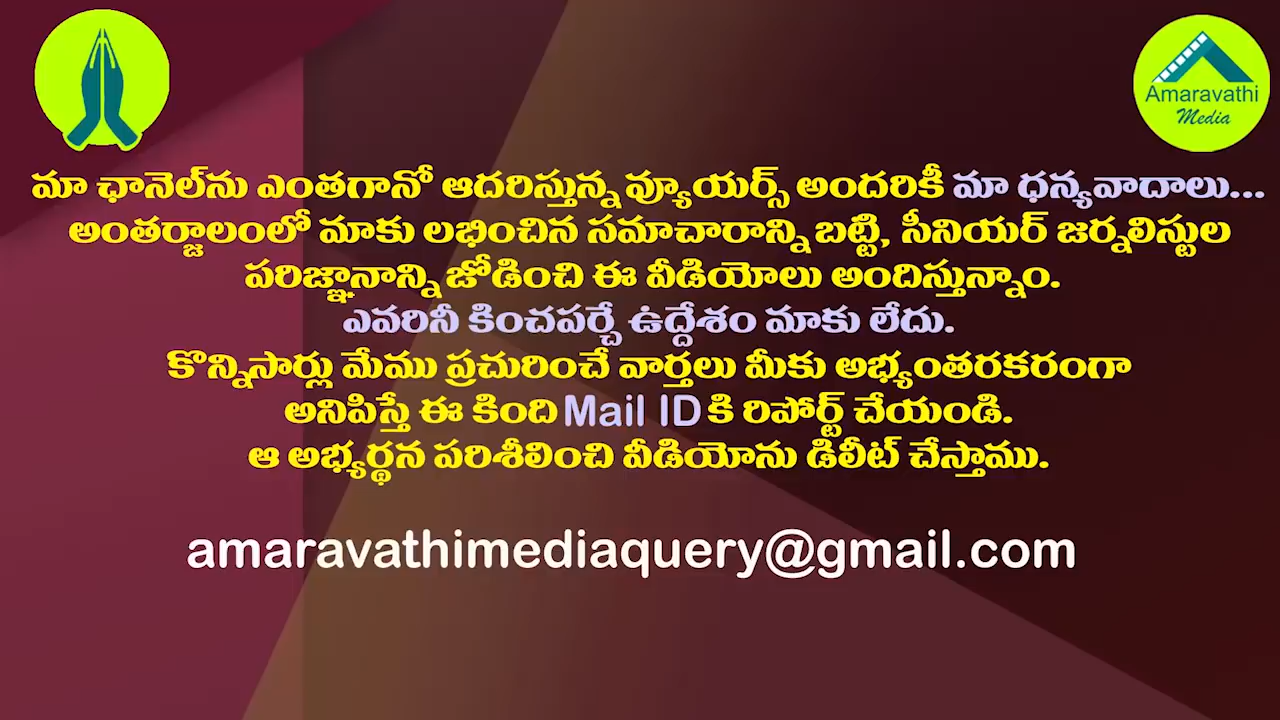 Amaravathi
Media
మా ఛానెల్‌ను ఎంతగానో ఆదరిస్తున్న వ్యూయర్స్ అందరికీ మా ధన్యవాదాలు...
అంతర్జాలంలో మాకు లభించిన సమాచారాన్ని బట్టి, సీనియర్ జర్నలిస్టుల
పరిజ్ఞానాన్ని జోడించి ఈ వీడియోలు అందిస్తున్నాం.
ఎవరినీ కించపర్చే ఉద్దేశం మాకు లేదు.
కొన్నిసార్లు మేము ప్రచురించే వార్తలు మీకు అభ్యంతరకరంగా
అనిపిస్తే ఈ కింది Mail ID కి రిపోర్ట్ చేయండి.
ఆ అభ్యర్థన పరిశీలించి వీడియోను డిలీట్ చేస్తాము.
amaravathimediaquery@gmail.com